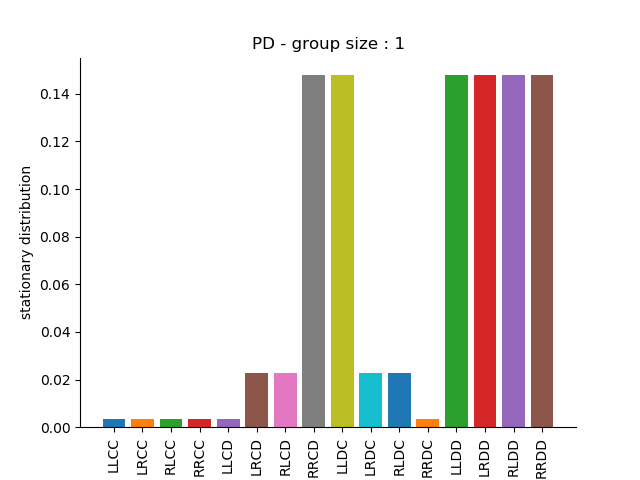 PD - group size : 1
stationary distribution
0.14
0.12
0.10
0.08
0.06
0.04
0.02
0.00
LLCC
LRCC
RLCC
RRCC
LLCD
LRCD
RLCD
RRCD
LLDC
LRDC
RLDC
RRDC
LLDD
LRDD
RLDD
RRDD